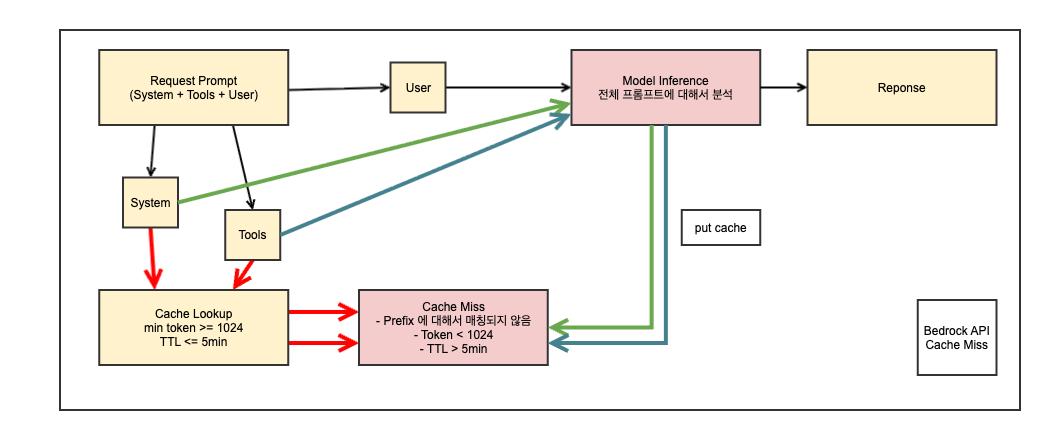 Request Prompt
(System + Tools + User)
User
Model Inference
전체 프롬프트에 대해서 분석
Reponse
System
Tools
put cache
Cache Lookup
min token >= 1024
TTL <= 5min
Cache Miss
- Prefix 에 대해서 매칭되지 않음
- Token < 1024
- TTL > 5min
Bedrock API
Cache Miss